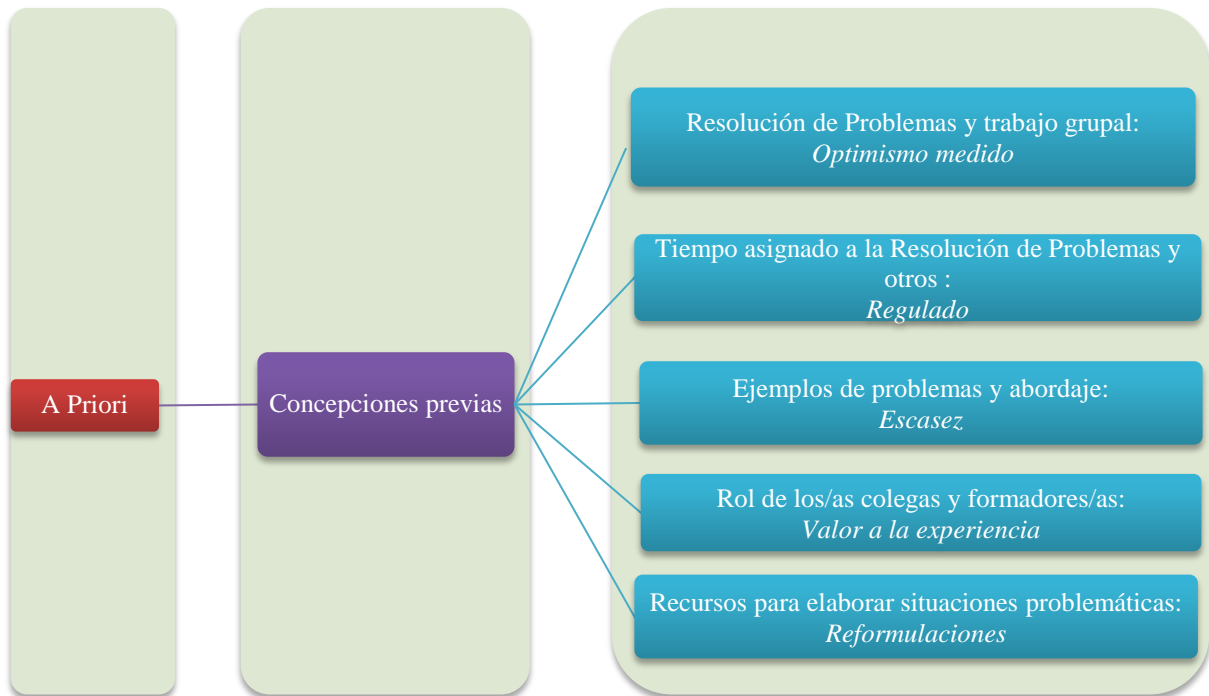 A Priori
Concepciones previas
Resolución de Problemas y trabajo grupal:
Optimismo medido
Tiempo asignado a la Resolución de Problemas y
otros :
Regulado
Ejemplos de problemas y abordaje:
Escasez
Rol de los/as colegas y formadores/as:
Valor a la experiencia
Recursos para elaborar situaciones problemáticas:
Reformulaciones